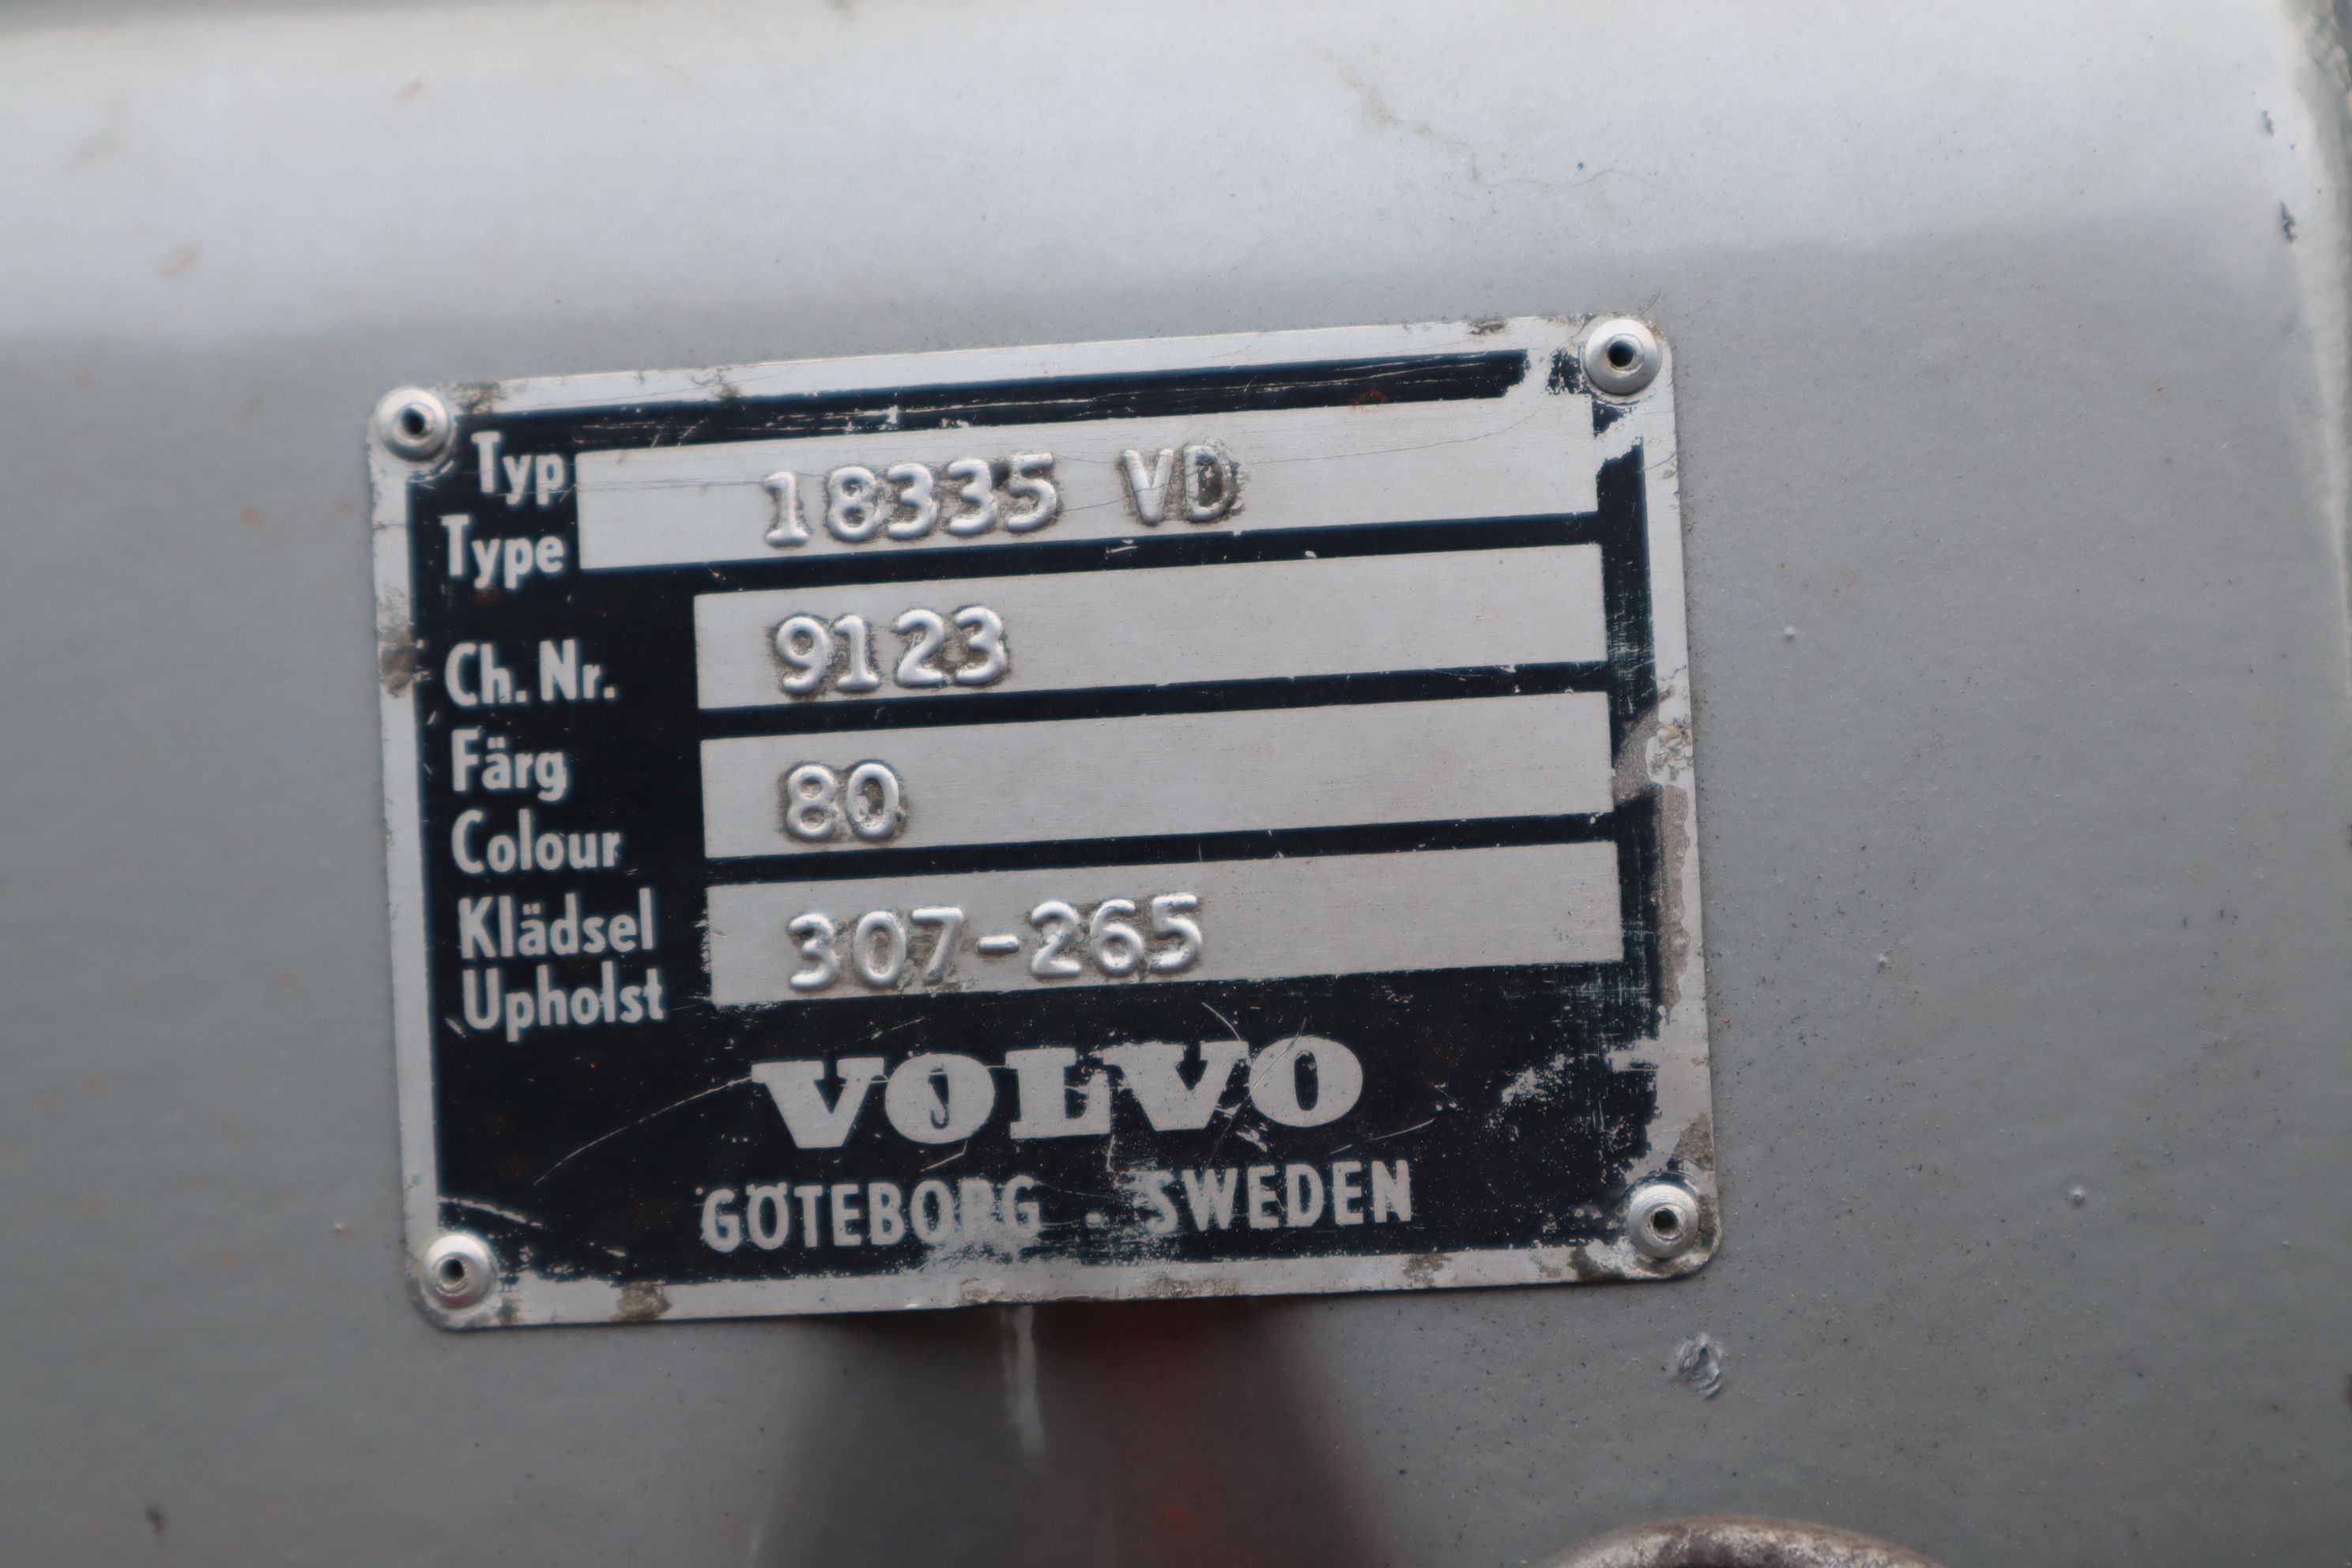 Typ 18335 VD
Type
Ch. Nr. 9123
Färg 80
Colour
Klädsel 307-265
Upholst
VOLVO
GÖTEBORG . SWEDEN